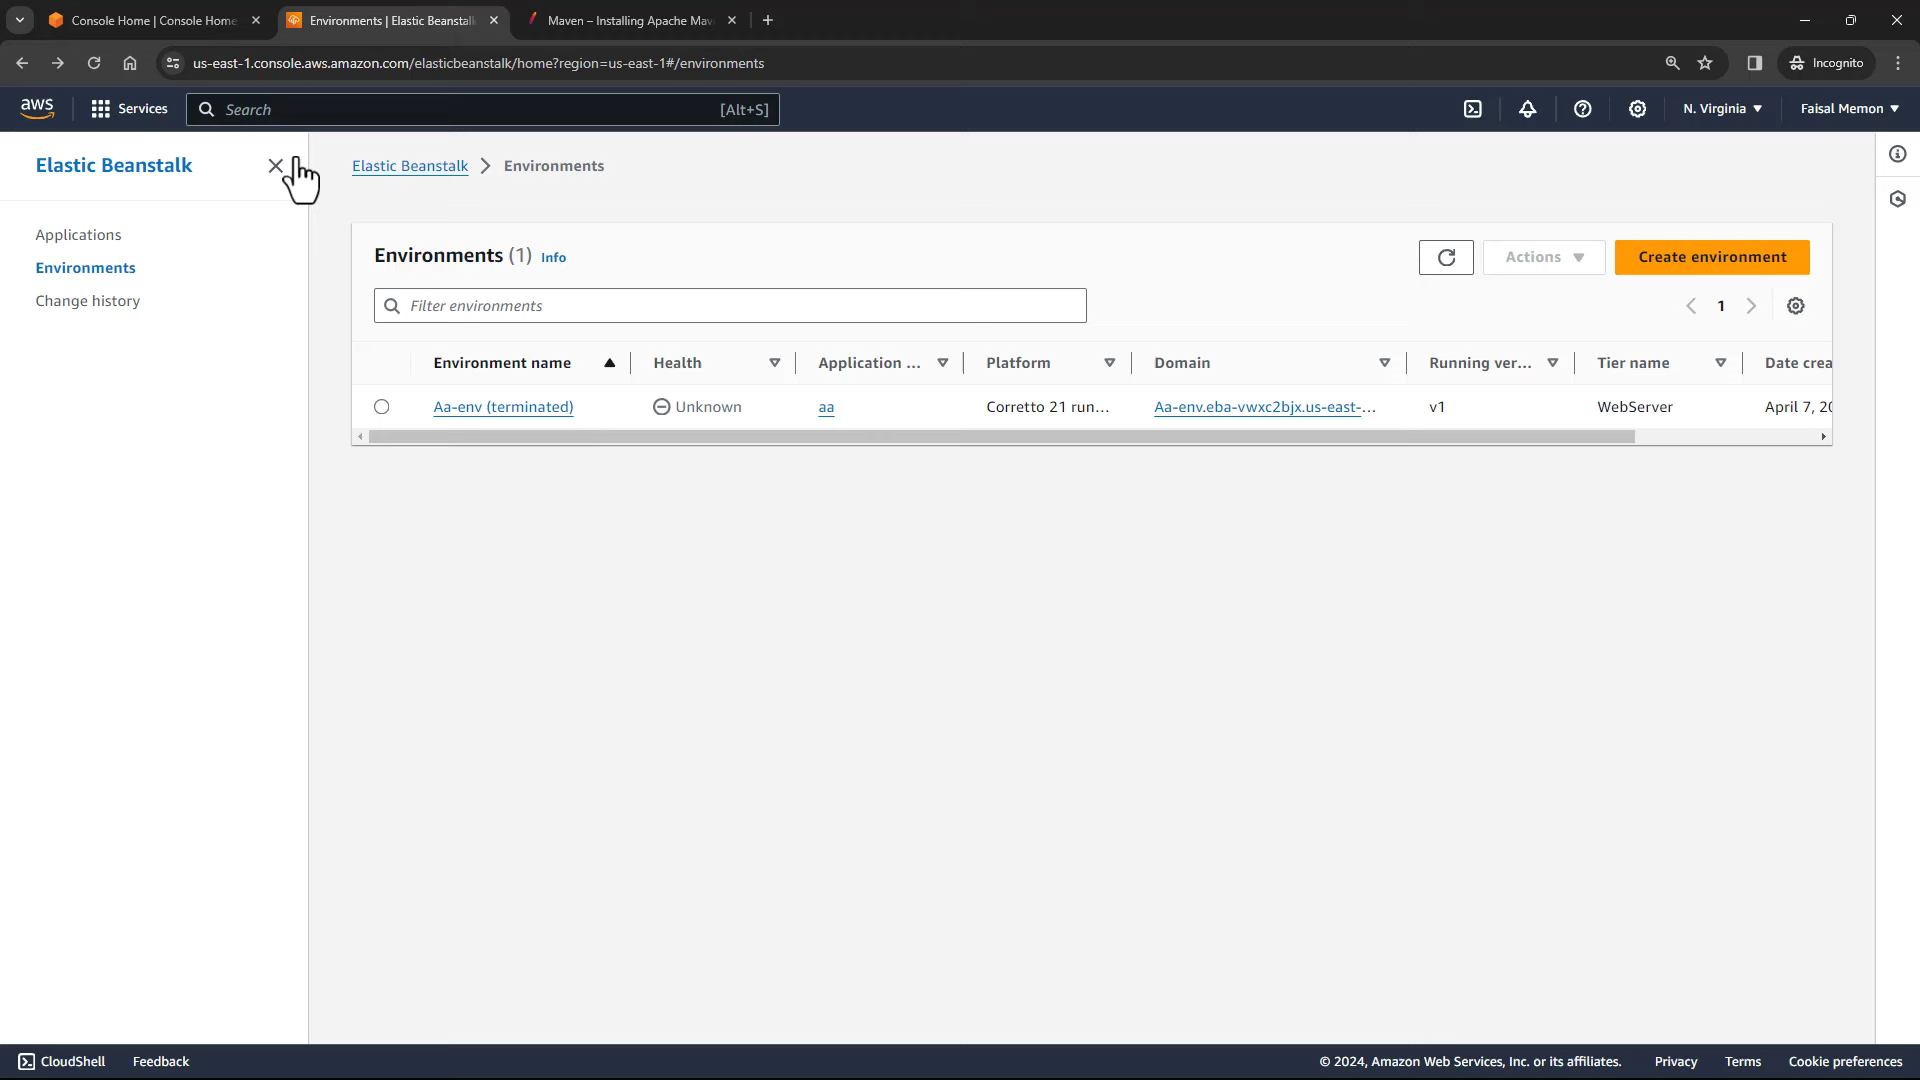 Console Home | Console Home
Environments | Elastic Beanstalk
Maven – Installing Apache Mav
us-east-1.console.aws.amazon.com/elasticbeanstalk/home?region=us-east-1#/environments
Incognito
aws
Services
Search
[Alt+S]
N. Virginia
Faisal Memon
Elastic Beanstalk
Applications
Environments
Change history
Elastic Beanstalk
Environments
Environments (1)
Info
Actions
Create environment
Filter environments
1
Environment name
Health
Application ...
Platform
Domain
Running ver...
Tier name
Date crea
Aa-env (terminated)
Unknown
aa
Corretto 21 run...
Aa-env.eba-vwxc2bjx.us-east-...
v1
WebServer
April 7, 20
CloudShell
Feedback
© 2024, Amazon Web Services, Inc. or its affiliates.
Privacy
Terms
Cookie preferences